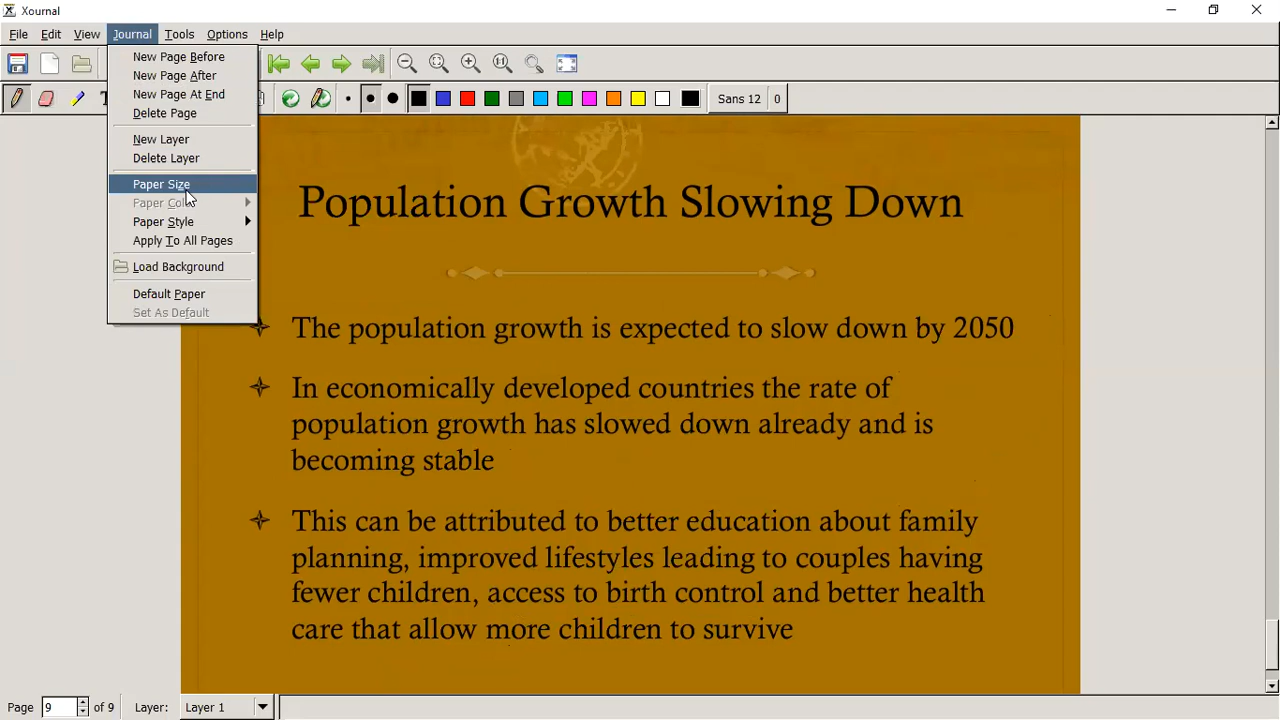 Xournal
File Edit View Journal Tools Options Help
New Page Before
New Page After
New Page At End
Delete Page
New Layer
Delete Layer
Paper Size
Paper
Paper Style
Apply To All Pages
Load Background
Default Paper
Set As Default
T
Sans 12 0
Population Growth Slowing Down
The population growth is expected to slow down by 2050
In economically developed countries the rate of
population growth has slowed down already and is
becoming stable
This can be attributed to better education about family
planning, improved lifestyles leading to couples having
fewer children, access to birth control and better health
care that allow more children to survive
Page 9 of 9 Layer: Layer 1